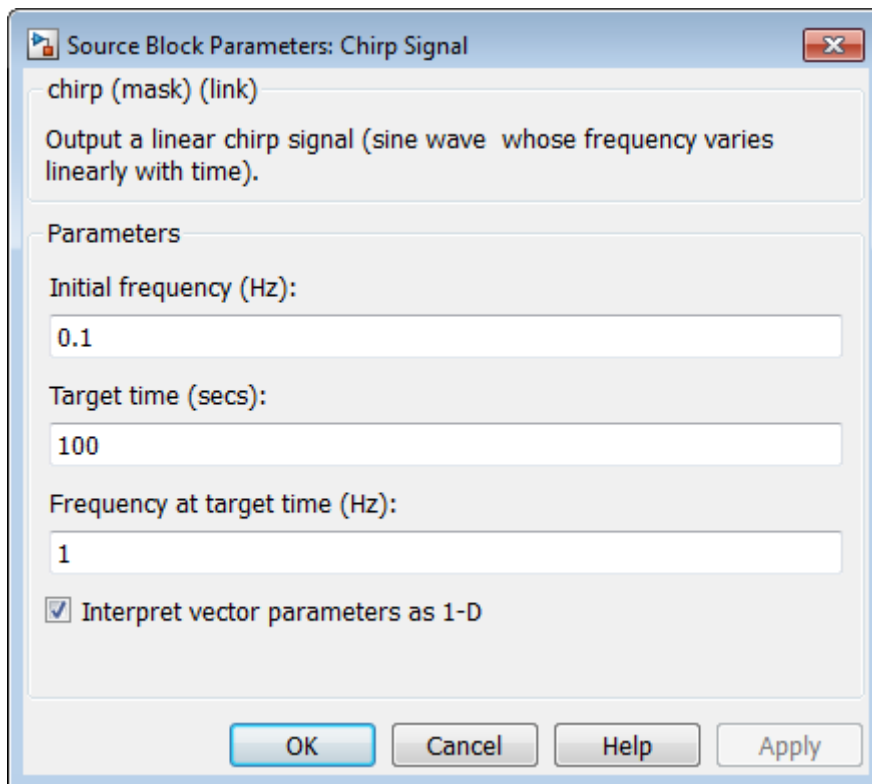 Source Block Parameters: Chirp Signal
chirp (mask) (link)
Output a linear chirp signal (sine wave  whose frequency varies
linearly with time).
Parameters
Initial frequency (Hz):
0.1
Target time (secs):
100
Frequency at target time (Hz):
1
Interpret vector parameters as 1-D
OK Cancel Help Apply